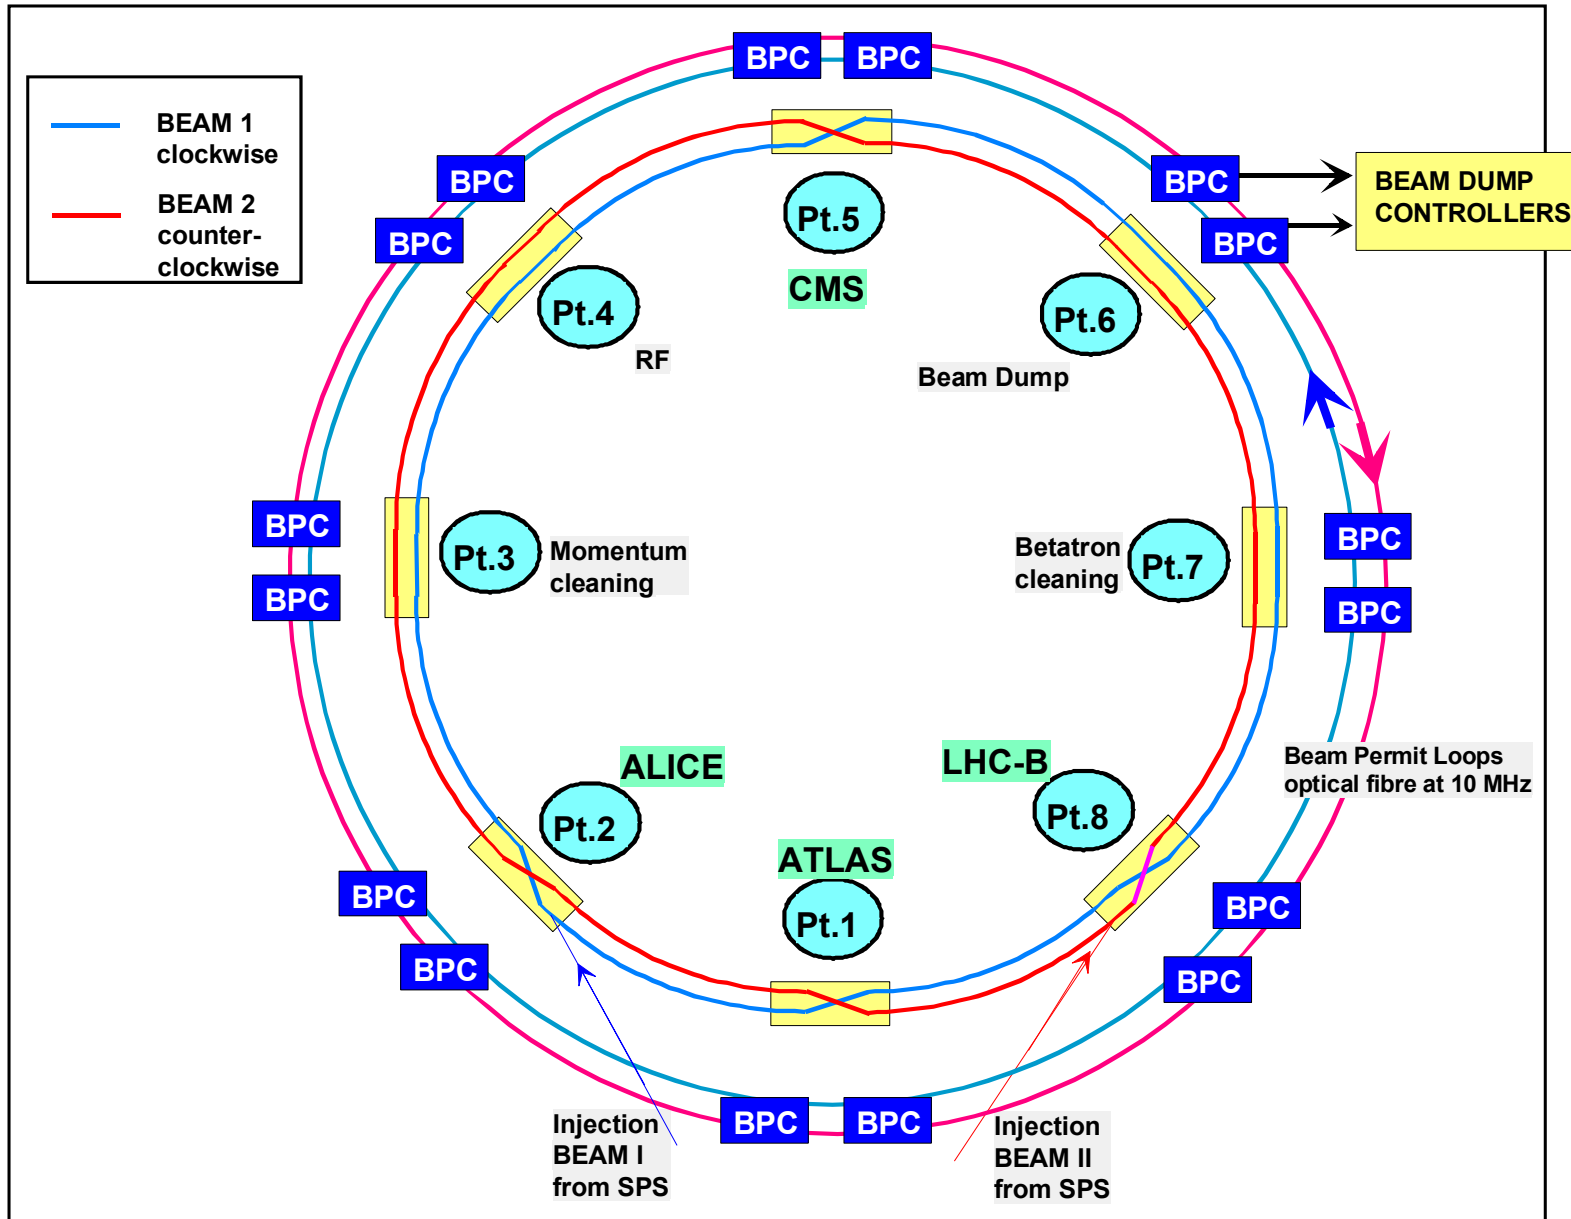 BPC BPC
BEAM 1
clockwise
BEAM 2
counter-
clockwise
BPC
BPC
BPC
BPC
BEAM DUMP
CONTROLLERS
Pt.5
CMS
Pt.4
RF
Pt.6
Beam Dump
BPC
BPC
Pt.3
Momentum
cleaning
Betatron
cleaning
Pt.7
BPC
BPC
ALICE
Pt.2
LHC-B
Pt.8
Beam Permit Loops
optical fibre at 10 MHz
ATLAS
Pt.1
BPC
BPC
BPC
BPC
BPC BPC
Injection
BEAM I
from SPS
Injection
BEAM II
from SPS